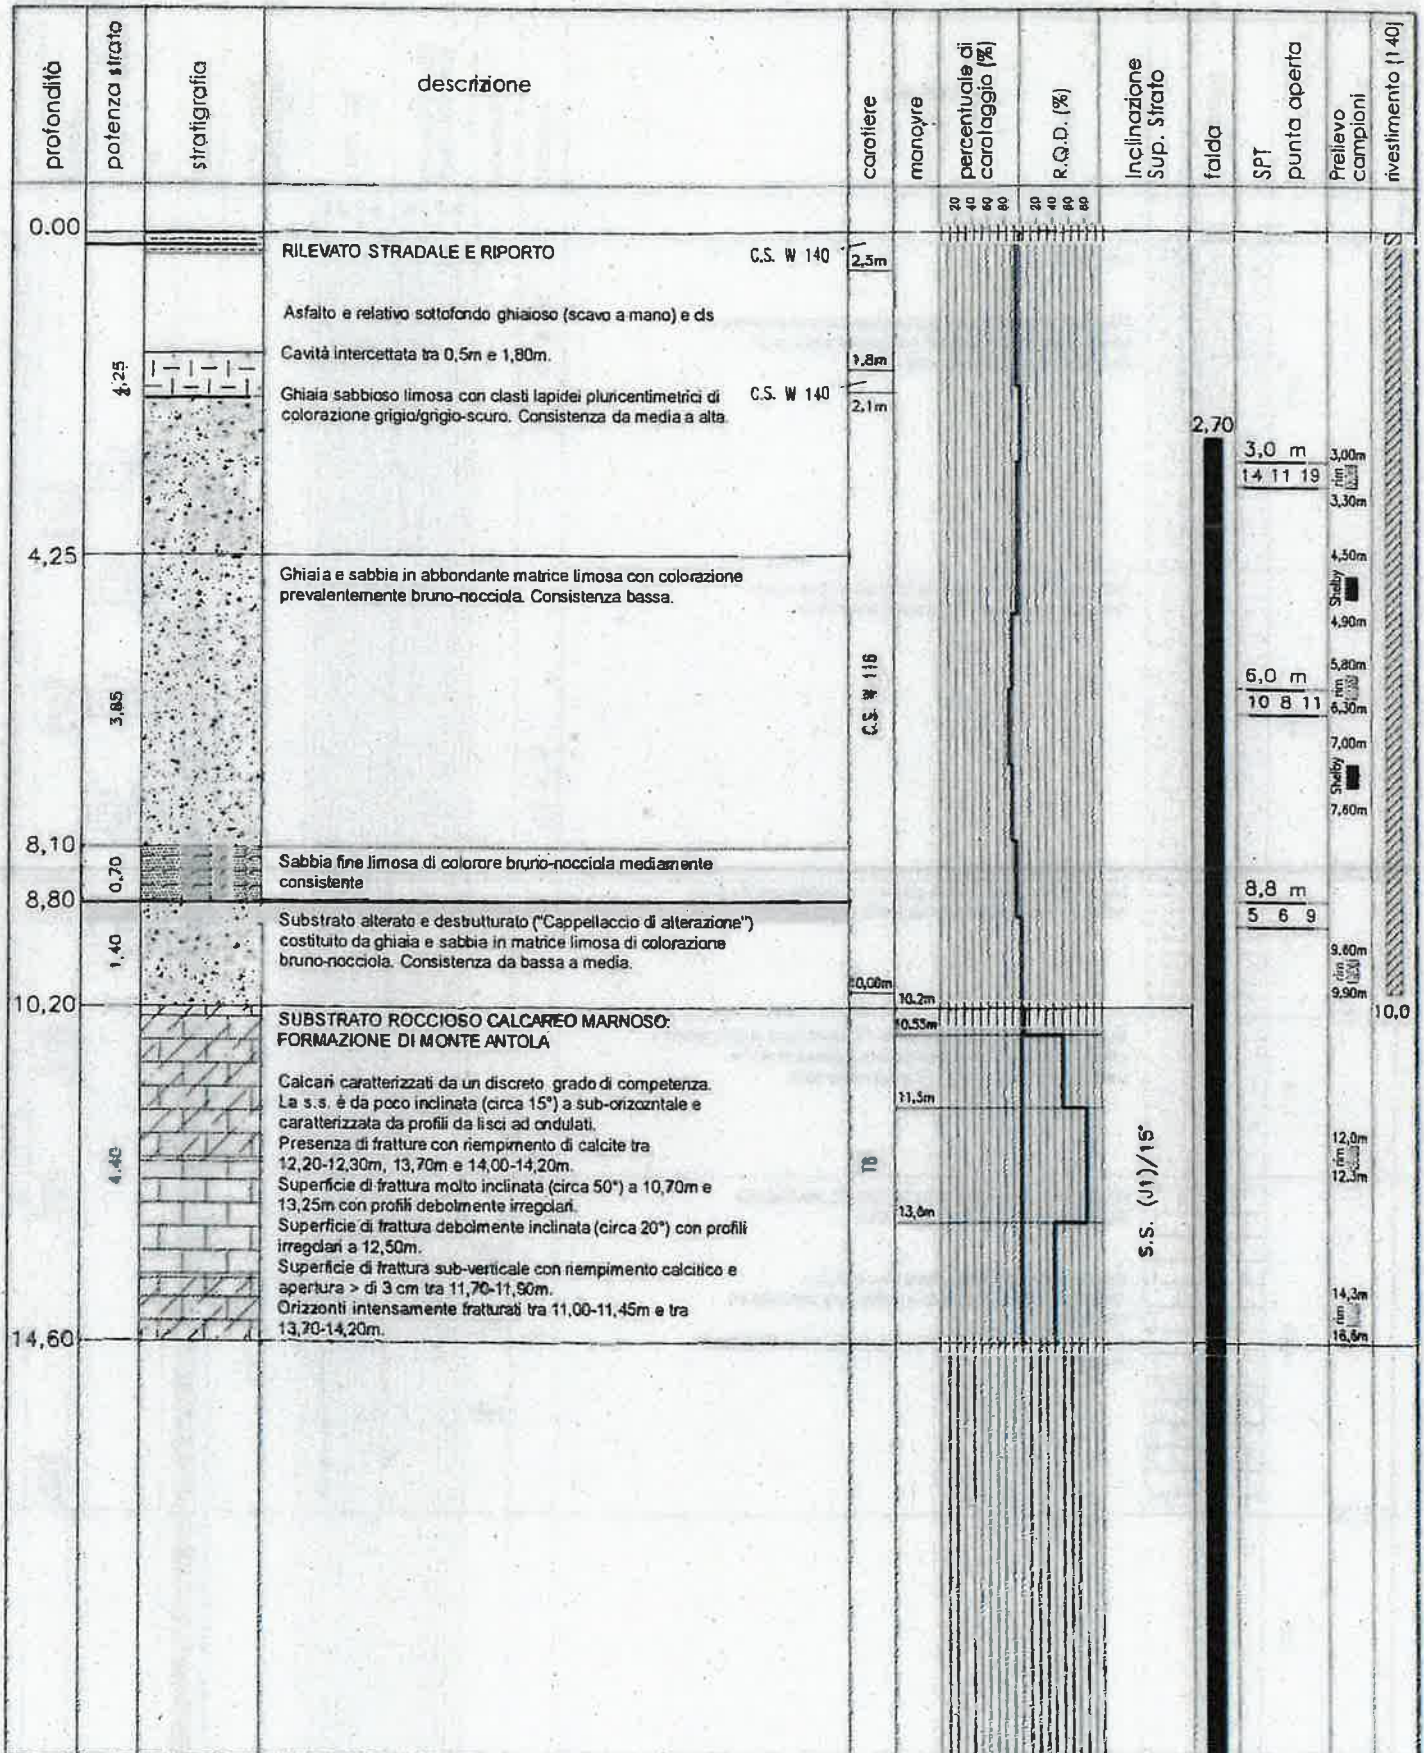 profondità
potenza strato
stratigrafia
descrizione
carotiere
manovre
percentuale di
carotaggio (%)
R.Q.D. (%)
Inclinazione
Sup. Strato
falda
SPT
punta aperta
Prelievo
campioni
rivestimento (140)
20 40 60 80 20 40 60 80
0.00
RILEVATO STRADALE E RIPORTO
C.S. W 140
2,5m
Asfalto e relativo sottofondo ghiaioso (scavo a mano) e cls
Cavità intercettata tra 0,5m e 1,80m.
1,8m
4,25
Ghiaia sabbioso limosa con clasti lapidei pluricentimetrici di
colorazione grigio/grigio-scuro. Consistenza da media a alta.
C.S. W 140
2,1m
2,70
3,0 m
14 11 19
3,00m
rim
3,30m
4,25
Ghiaia e sabbia in abbondante matrice limosa con colorazione
prevalentemente bruno-nocciola. Consistenza bassa.
4,50m
Shelby
4,90m
3,85
C.S. W 116
6,0 m
10 8 11
5,80m
rim
6,30m
7,00m
Shelby
7,60m
8,10
0,70
Sabbia fine limosa di colorore bruno-nocciola mediamente
consistente
8,80
8,8 m
5 6 9
1,40
Substrato alterato e destrutturato ("Cappellaccio di alterazione")
costituito da ghiaia e sabbia in matrice limosa di colorazione
bruno-nocciola. Consistenza da bassa a media.
9.60m
rim
9.90m
10,00m
10.2m
10,20
10,0
SUBSTRATO ROCCIOSO CALCAREO MARNOSO:
FORMAZIONE DI MONTE ANTOLA
10.55m
Calcari caratterizzati da un discreto grado di competenza.
La s.s. è da poco inclinata (circa 15°) a sub-orizozntale e
caratterizzata da profili da lisci ad ondulati.
Presenza di fratture con riempimento di calcite tra
12,20-12,30m, 13,70m e 14,00-14,20m.
Superficie di frattura molto inclinata (circa 50°) a 10,70m e
13,25m con profili debolmente irregolari.
Superficie di frattura debolmente inclinata (circa 20°) con profili
irregolari a 12,50m.
Superficie di frattura sub-verticale con riempimento calcitico e
apertura > di 3 cm tra 11,70-11,90m.
Orizzonti intensamente fratturati tra 11,00-11,45m e tra
13,70-14,20m.
4.40
TB
11,5m
13,0m
S.S. (J1)/15°
12,0m
rim
12.3m
14,3m
rim
14,60